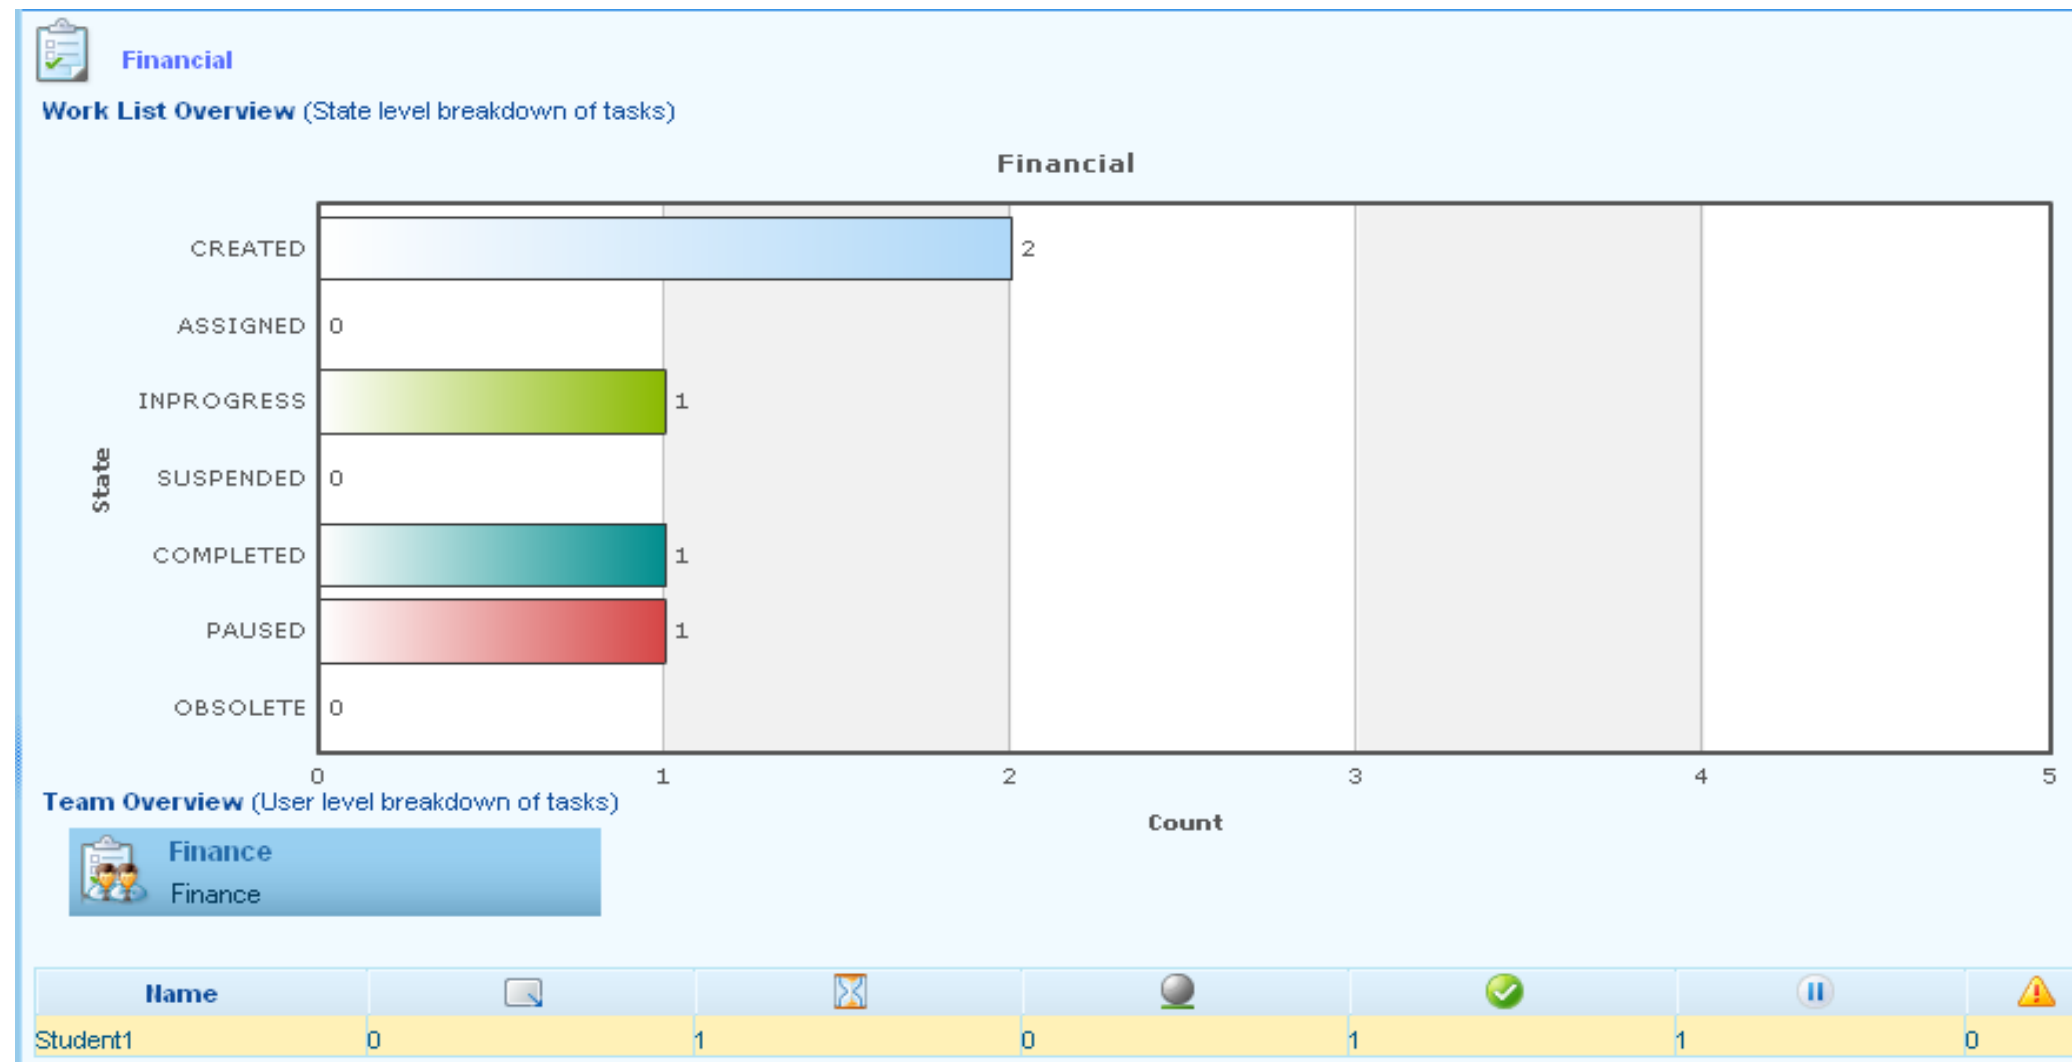 Financial
Work List Overview (State level breakdown of tasks)
Financial
CREATED 2
ASSIGNED 0
INPROGRESS 1
SUSPENDED 0
COMPLETED 1
PAUSED 1
OBSOLETE 0
State
0 1 2 3 4 5
Count
Team Overview (User level breakdown of tasks)
Finance
Finance
Name
Student1 0 1 0 1 1 0